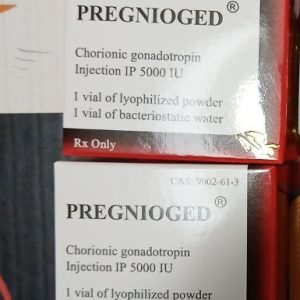 PREGNIOGED®
Chorionic gonadotropin
Injection IP 5000 IU
1 vial of lyophilized powder
1 vial of bacteriostatic water
Rx Only
CAS: 9002-61-3
PREGNIOGED®
Chorionic gonadotropin
Injection IP 5000 IU
1 vial of lyophilized powder